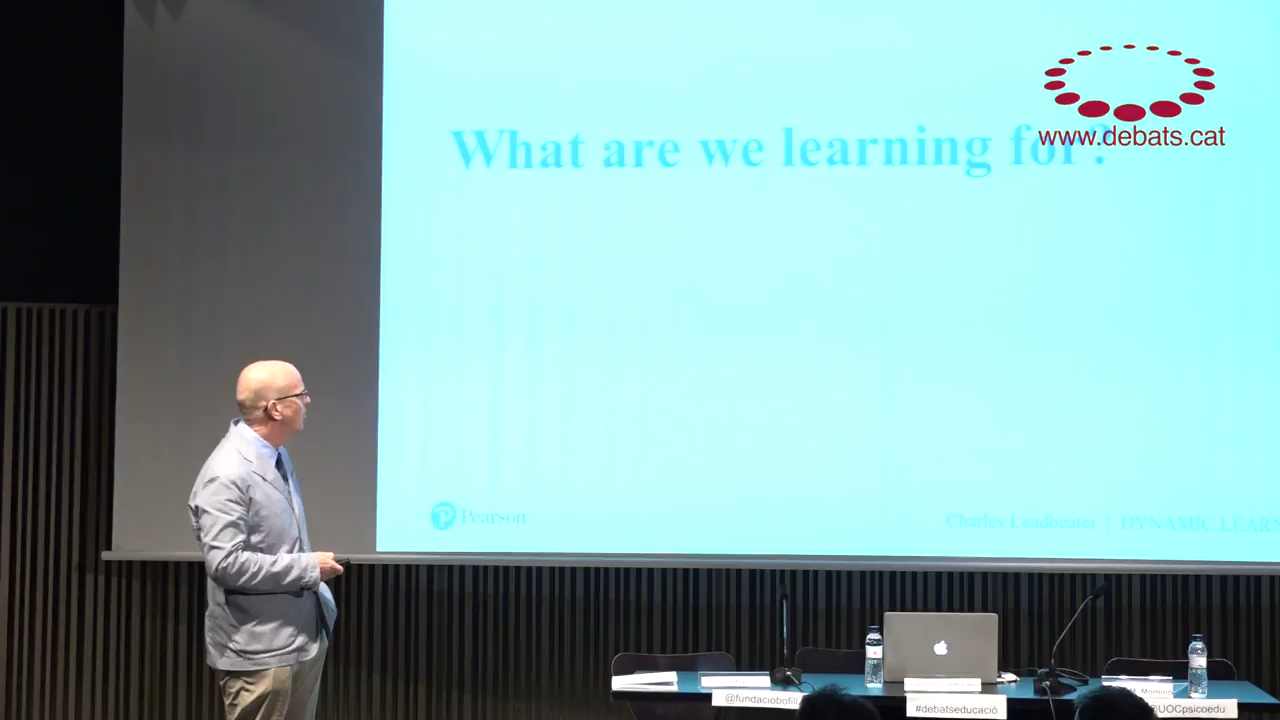 www.debats.cat
What are we learning for?
Pearson
Charles Leadbeater | DYNAMIC LEARN
@fundaciobofill
#debatseducació
@UOCpsicoedu